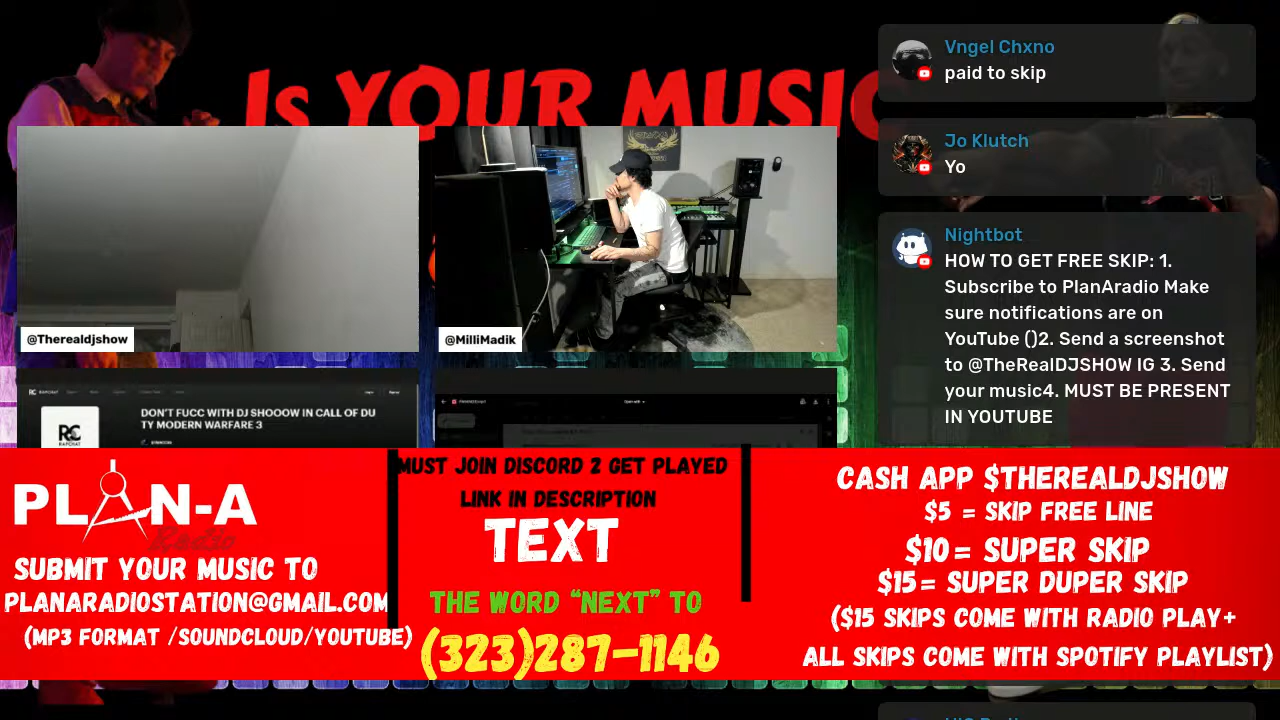 Is YOUR MUSIC
@Therealdjshow
@MilliMadik
DON'T FUCC WITH DJ SHOOOW IN CALL OF DU
TY MODERN WARFARE 3
Vngel Chxno
paid to skip
Jo Klutch
Yo
Nightbot
HOW TO GET FREE SKIP: 1.
Subscribe to PlanAradio Make
sure notifications are on
YouTube ()2. Send a screenshot
to @TheRealDJSHOW IG 3. Send
your music4. MUST BE PRESENT
IN YOUTUBE
PLAN-A
Radio
SUBMIT YOUR MUSIC TO
PLANARADIOSTATION@GMAIL.COM
(MP3 FORMAT /SOUNDCLOUD/YOUTUBE)
MUST JOIN DISCORD 2 GET PLAYED
LINK IN DESCRIPTION
TEXT
THE WORD “NEXT” TO
(323)287-1146
CASH APP $THEREALDJSHOW
$5 = SKIP FREE LINE
$10= SUPER SKIP
$15= SUPER DUPER SKIP
($15 SKIPS COME WITH RADIO PLAY+
ALL SKIPS COME WITH SPOTIFY PLAYLIST)